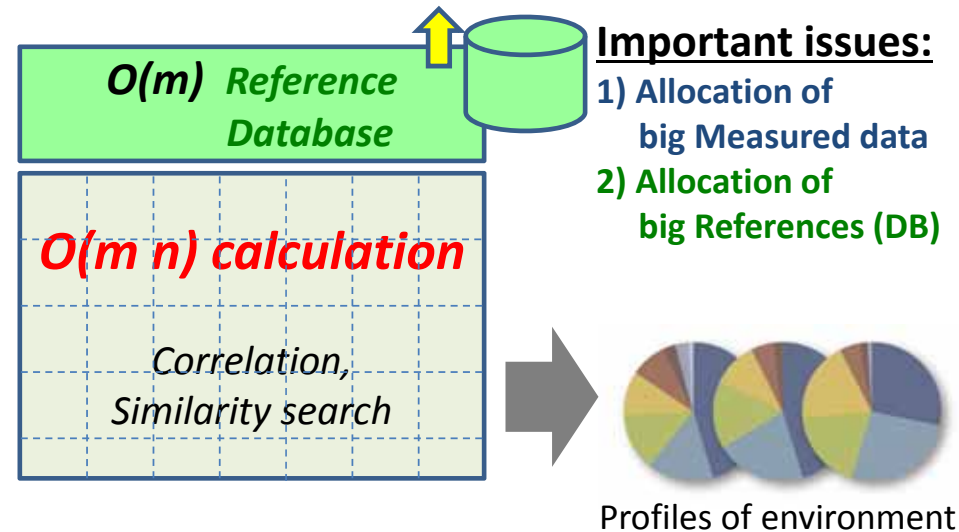 O(m) Reference
Database
O(m n) calculation
Correlation,
Similarity search
Important issues:
1) Allocation of
big Measured data
2) Allocation of
big References (DB)
Profiles of environment